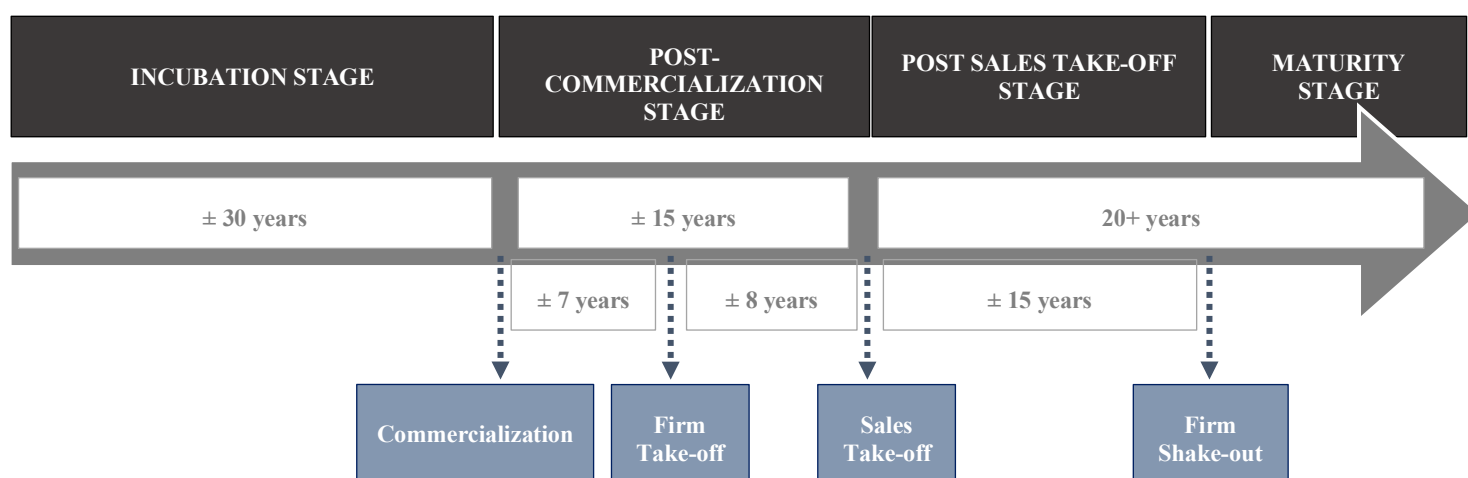 INCUBATION STAGE
POST-
COMMERCIALIZATION
STAGE
POST SALES TAKE-OFF
STAGE
MATURITY
STAGE
± 30 years
± 15 years
20+ years
± 7 years
± 8 years
± 15 years
Commercialization
Firm
Take-off
Sales
Take-off
Firm
Shake-out